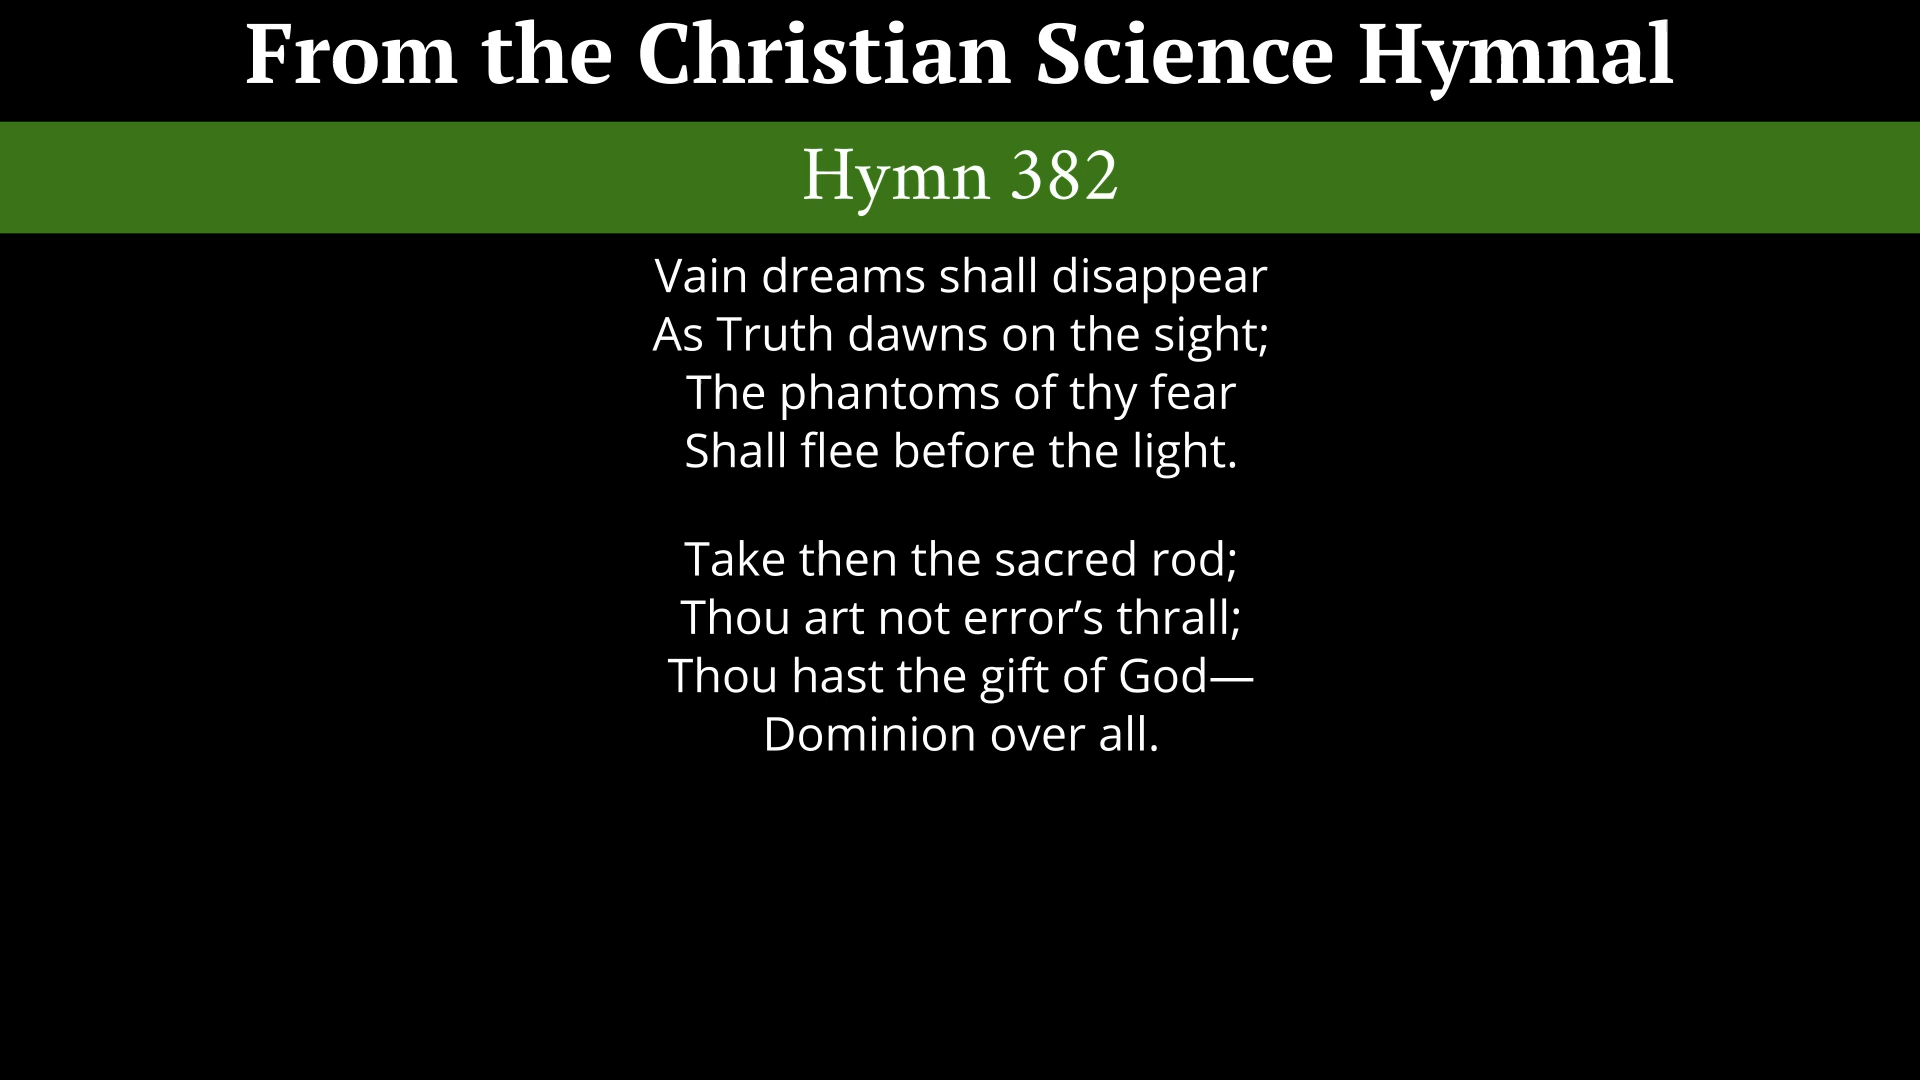 From the Christian Science Hymnal
Hymn 382
Vain dreams shall disappear
As Truth dawns on the sight;
The phantoms of thy fear
Shall flee before the light.
Take then the sacred rod;
Thou art not error’s thrall;
Thou hast the gift of God—
Dominion over all.